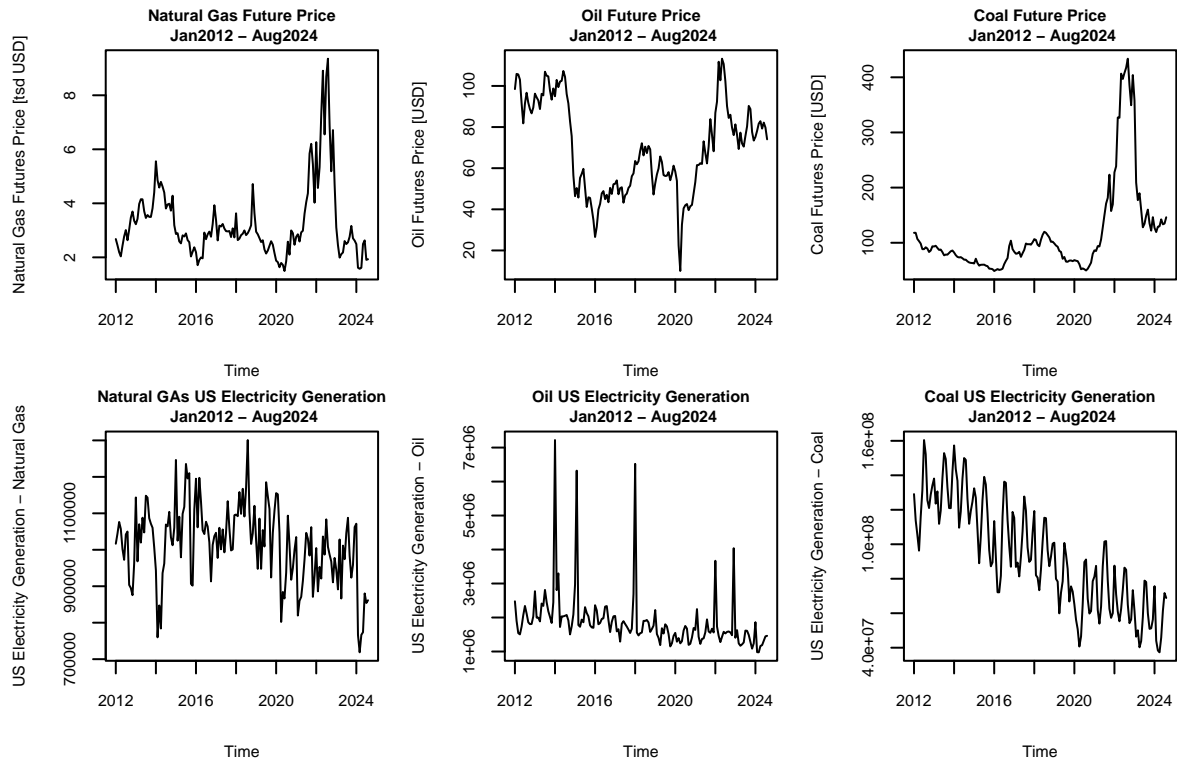 Natural Gas Future Price
Jan2012 – Aug2024
Natural Gas Futures Price [tsd USD]
8
6
4
2
2012 2016 2020 2024
Time
Oil Future Price
Jan2012 – Aug2024
Oil Futures Price [USD]
100
80
60
40
20
2012 2016 2020 2024
Time
Coal Future Price
Jan2012 – Aug2024
Coal Futures Price [USD]
400
300
200
100
2012 2016 2020 2024
Time
Natural GAs US Electricity Generation
Jan2012 – Aug2024
US Electricity Generation – Natural Gas
1100000
900000
700000
2012 2016 2020 2024
Time
Oil US Electricity Generation
Jan2012 – Aug2024
US Electricity Generation – Oil
7e+06
5e+06
3e+06
1e+06
2012 2016 2020 2024
Time
Coal US Electricity Generation
Jan2012 – Aug2024
US Electricity Generation – Coal
1.6e+08
1.0e+08
4.0e+07
2012 2016 2020 2024
Time